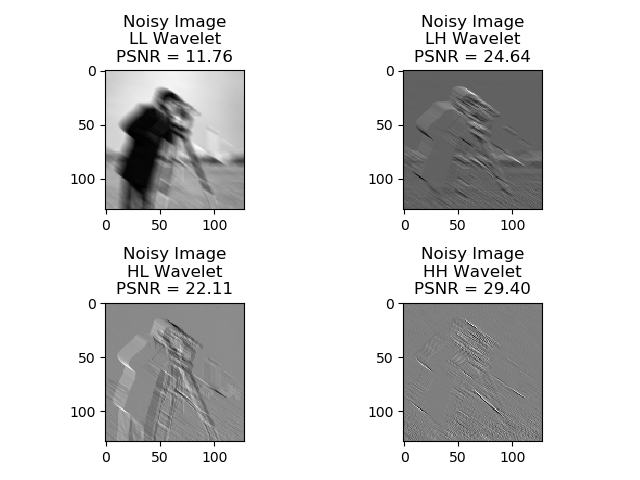 Noisy Image
LL Wavelet
PSNR = 11.76
0
50
100
0
50
100
Noisy Image
LH Wavelet
PSNR = 24.64
0
50
100
0
50
100
Noisy Image
HL Wavelet
PSNR = 22.11
0
50
100
0
50
100
Noisy Image
HH Wavelet
PSNR = 29.40
0
50
100
0
50
100